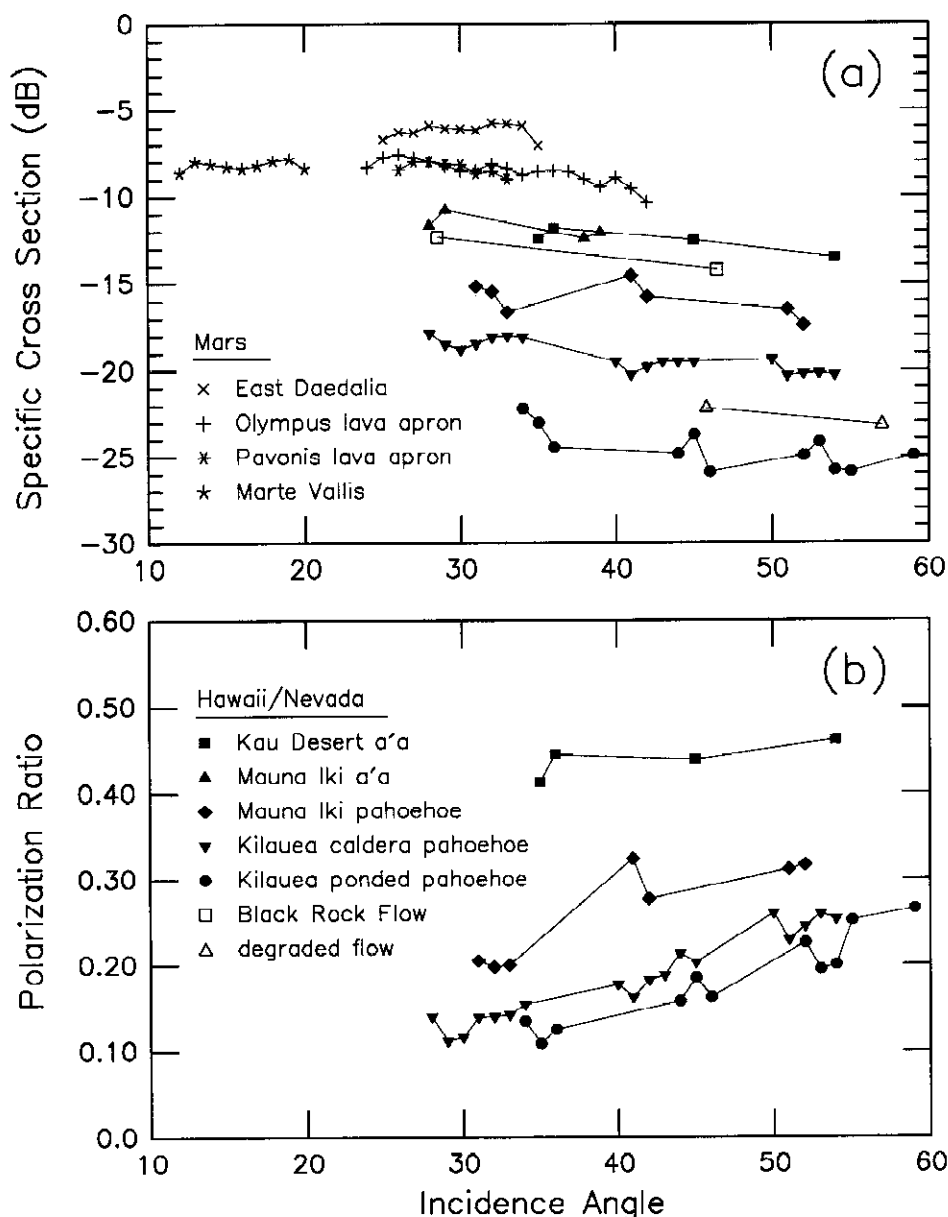 (a)
Specific Cross Section (dB)
0
−5
−10
−15
−20
−25
−30
Mars
East Daedalia
Olympus lava apron
Pavonis lava apron
Marte Vallis
10 20 30 40 50 60
(b)
Polarization Ratio
0.60
0.50
0.40
0.30
0.20
0.10
0.0
Hawaii/Nevada
Kau Desert a'a
Mauna Iki a'a
Mauna Iki pahoehoe
Kilauea caldera pahoehoe
Kilauea ponded pahoehoe
Black Rock Flow
degraded flow
10 20 30 40 50 60
Incidence Angle